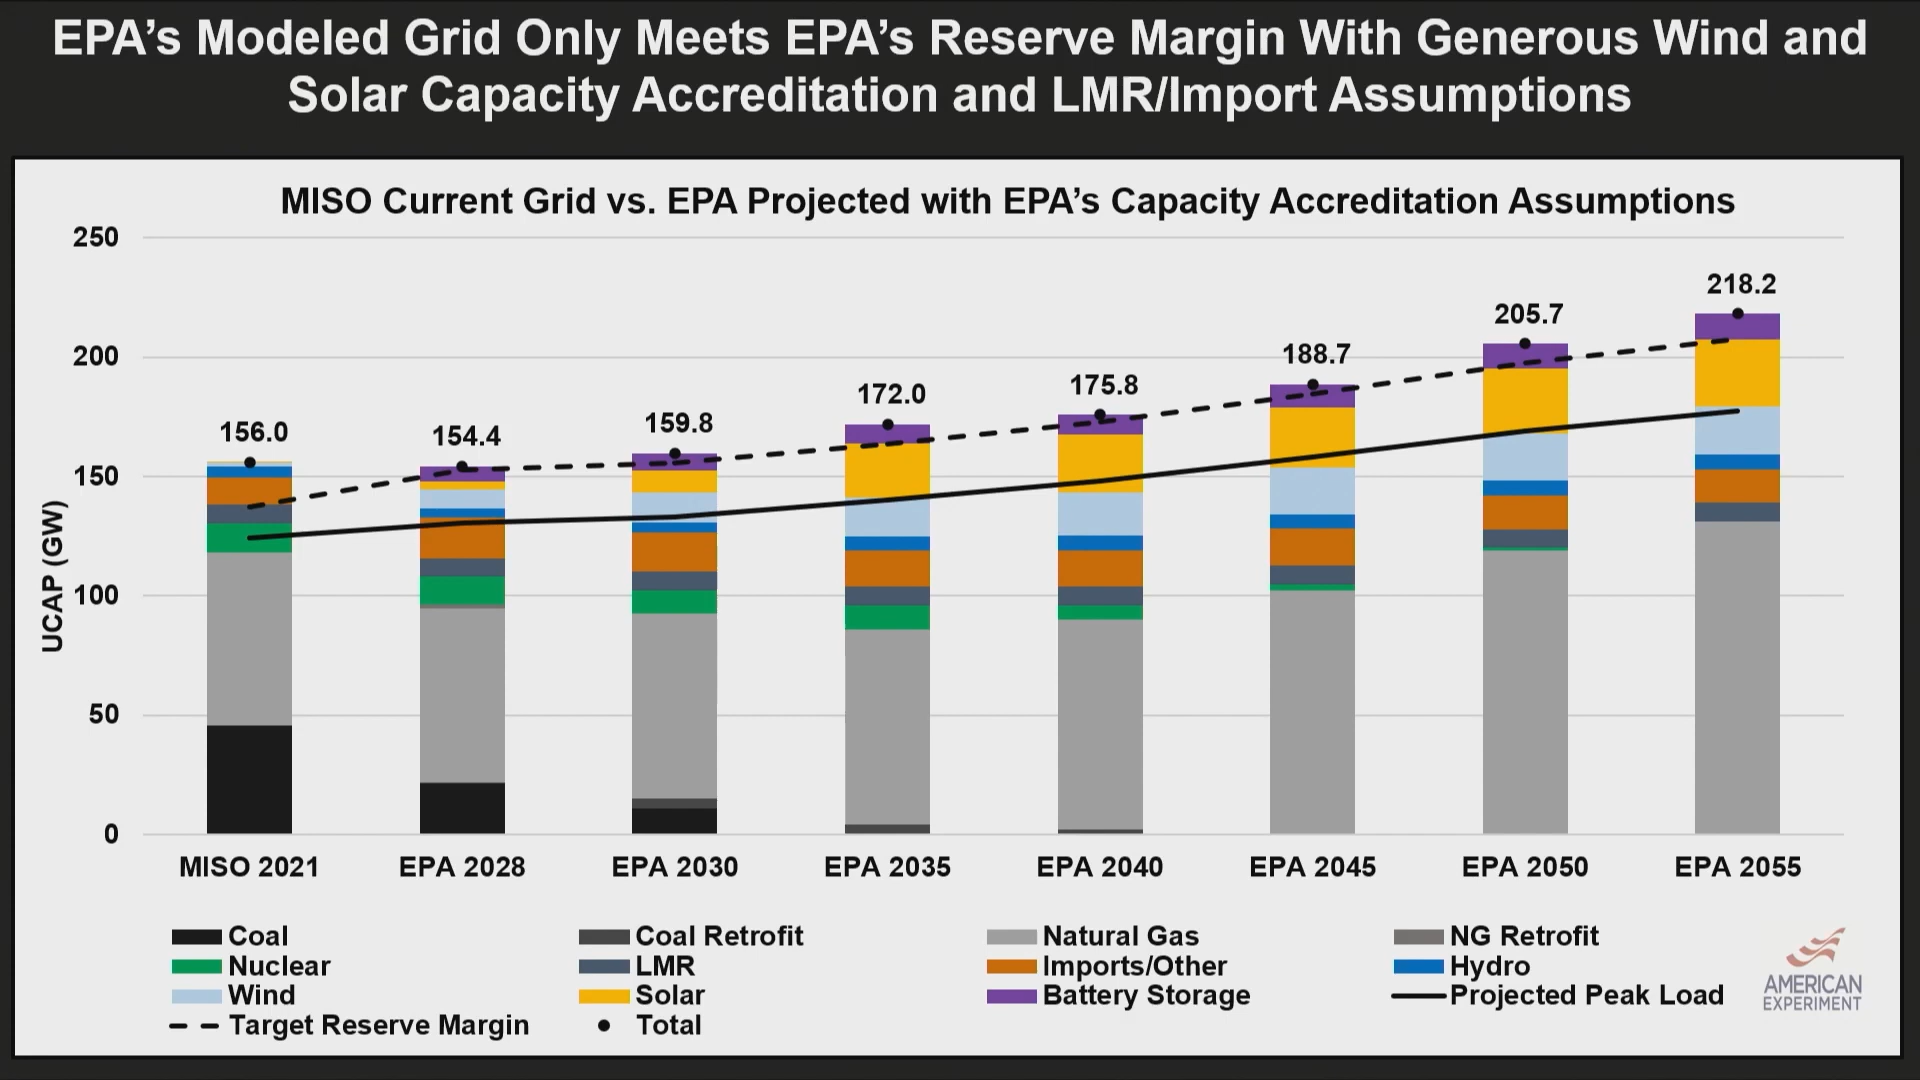 EPA’s Modeled Grid Only Meets EPA’s Reserve Margin With Generous Wind and
Solar Capacity Accreditation and LMR/Import Assumptions
MISO Current Grid vs. EPA Projected with EPA’s Capacity Accreditation Assumptions
UCAP (GW)
250
200
150
100
50
0
156.0
154.4
159.8
172.0
175.8
188.7
205.7
218.2
MISO 2021
EPA 2028
EPA 2030
EPA 2035
EPA 2040
EPA 2045
EPA 2050
EPA 2055
Coal
Coal Retrofit
Natural Gas
NG Retrofit
Nuclear
LMR
Imports/Other
Hydro
Wind
Solar
Battery Storage
Projected Peak Load
Target Reserve Margin
Total
AMERICAN
EXPERIMENT